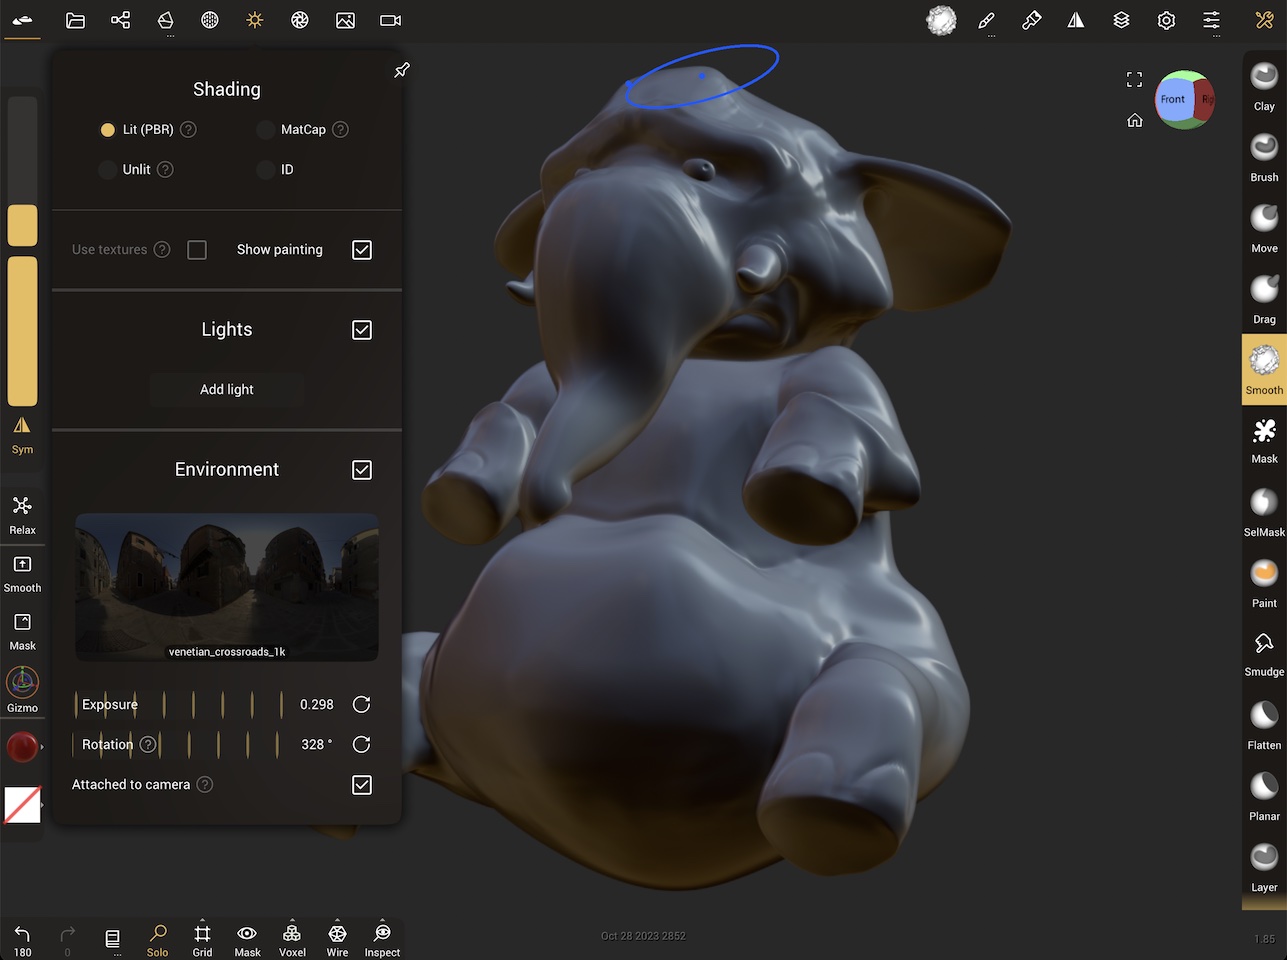 Shading
Lit (PBR) ?
MatCap ?
Unlit ?
ID
Use textures ?
Show painting
Lights
Add light
Environment
venetian_crossroads_1k
Exposure 0.298
Rotation ? 328 °
Attached to camera ?
Sym
Relax
Smooth
Mask
Gizmo
180
0
...
Solo
Grid
Mask
Voxel
Wire
Inspect
Oct 28 2023 2852
Front
Clay
Brush
Move
Drag
Smooth
Mask
SelMask
Paint
Smudge
Flatten
Planar
Layer
1.85